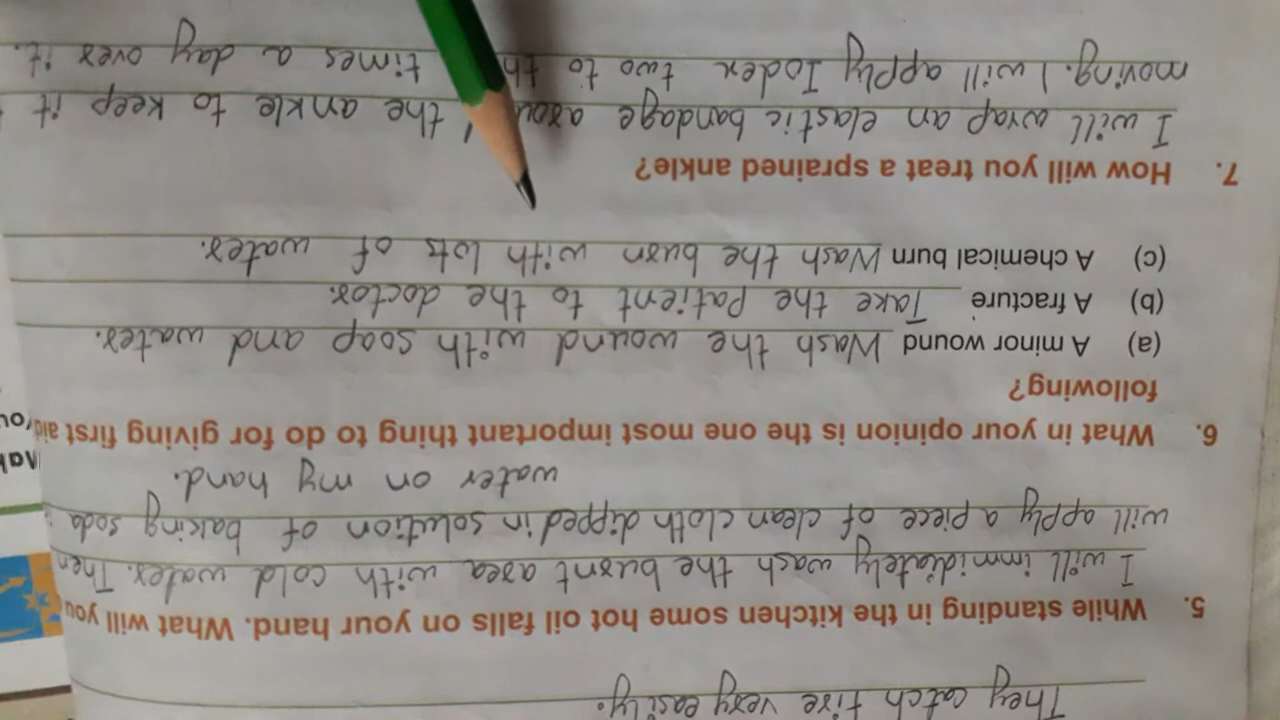 They catch fire very easily.
5. While standing in the kitchen some hot oil falls on your hand. What will you
I will immidiately wash the burnt area with cold water. Then
will apply a piece of clean cloth dipped in solution of baking soda
water on my hand.
6. What in your opinion is the one most important thing to do for giving first aid
following?
(a) A minor wound Wash the wound with soap and water.
(b) A fracture Take the patient to the doctor.
(c) A chemical burn Wash the burn with lots of water.
7. How will you treat a sprained ankle?
I will wrap an elastic bandage the ankle to keep it
moving. I will apply Iodex two to times a day over it.